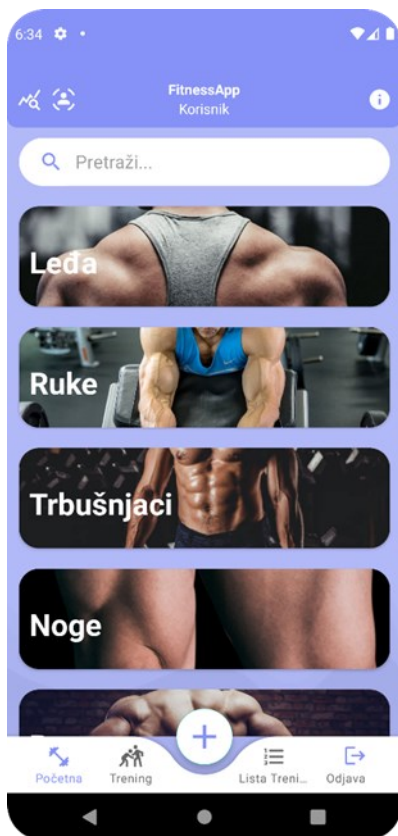 6:34
FitnessApp
Korisnik
Pretraži...
Leđa
Ruke
Trbušnjaci
Noge
Početna
Trening
Lista Treni...
Odjava